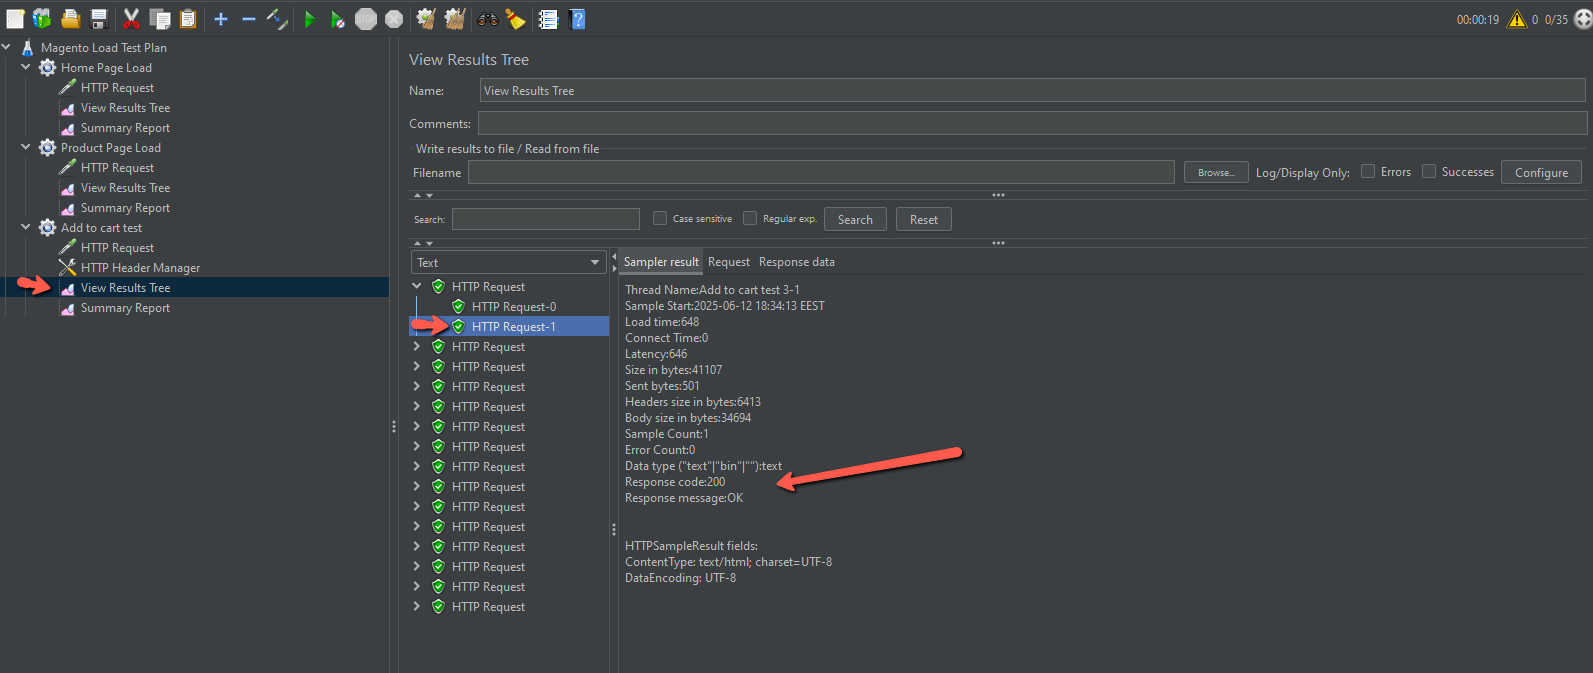 00:00:19 0 0/35
Magento Load Test Plan
Home Page Load
HTTP Request
View Results Tree
Summary Report
Product Page Load
HTTP Request
View Results Tree
Summary Report
Add to cart test
HTTP Request
HTTP Header Manager
View Results Tree
Summary Report
View Results Tree
Name: View Results Tree
Comments:
Write results to file / Read from file
Filename Browse... Log/Display Only: Errors Successes Configure
Search: Case sensitive Regular exp. Search Reset
Text
HTTP Request
HTTP Request-0
HTTP Request-1
HTTP Request
HTTP Request
HTTP Request
HTTP Request
HTTP Request
HTTP Request
HTTP Request
HTTP Request
HTTP Request
HTTP Request
HTTP Request
HTTP Request
HTTP Request
HTTP Request
Sampler result Request Response data
Thread Name:Add to cart test 3-1
Sample Start:2025-06-12 18:34:13 EEST
Load time:648
Connect Time:0
Latency:646
Size in bytes:41107
Sent bytes:501
Headers size in bytes:6413
Body size in bytes:34694
Sample Count:1
Error Count:0
Data type ("text"|"bin"|""):text
Response code:200
Response message:OK
HTTPSampleResult fields:
ContentType: text/html; charset=UTF-8
DataEncoding: UTF-8